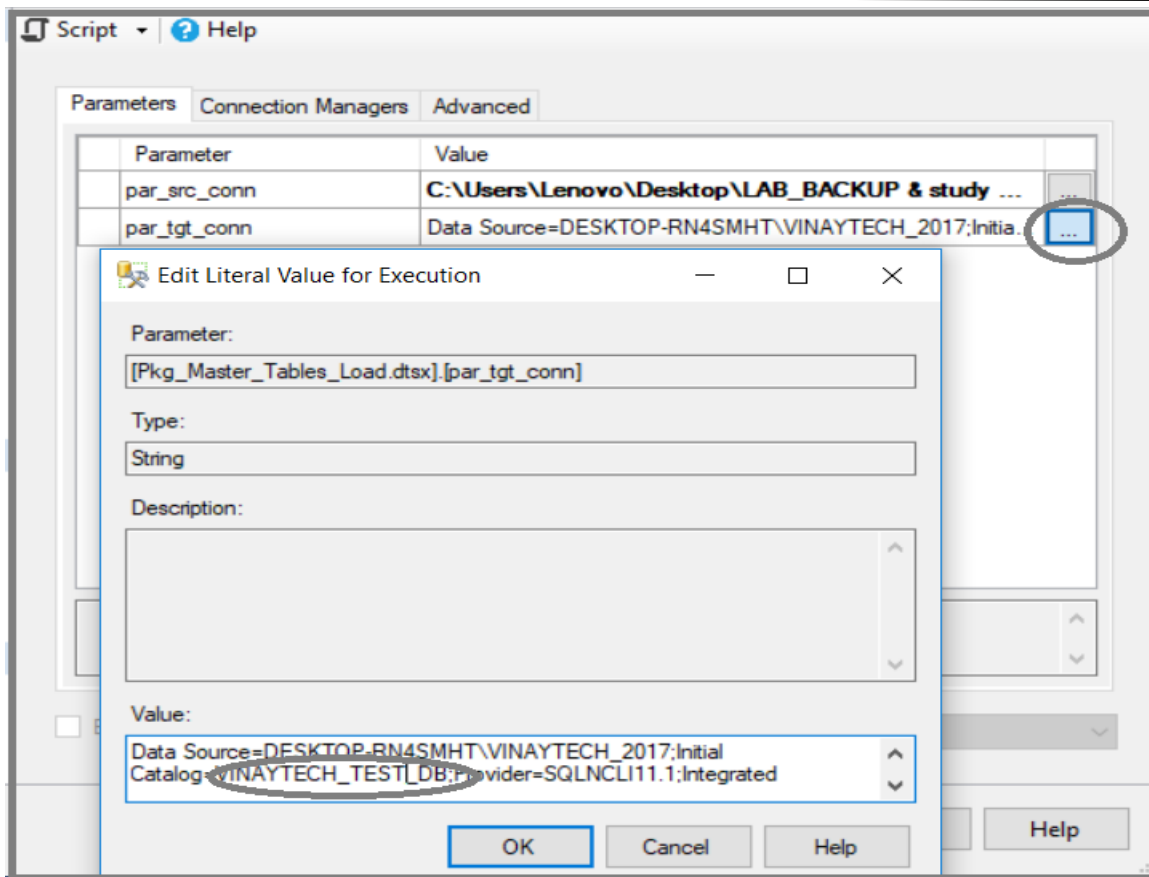 Script Help
Parameters Connection Managers Advanced
Parameter Value
par_src_conn C:\Users\Lenovo\Desktop\LAB_BACKUP & study ... ...
par_tgt_conn Data Source=DESKTOP-RN4SMHT\VINAYTECH_2017;Initia... ...
Edit Literal Value for Execution
Parameter:
[Pkg_Master_Tables_Load.dtsx].[par_tgt_conn]
Type:
String
Description:
Value:
Data Source=DESKTOP-RN4SMHT\VINAYTECH_2017;Initial
Catalog=VINAYTECH_TEST_DB;Provider=SQLNCLI11.1;Integrated
OK Cancel Help
Help